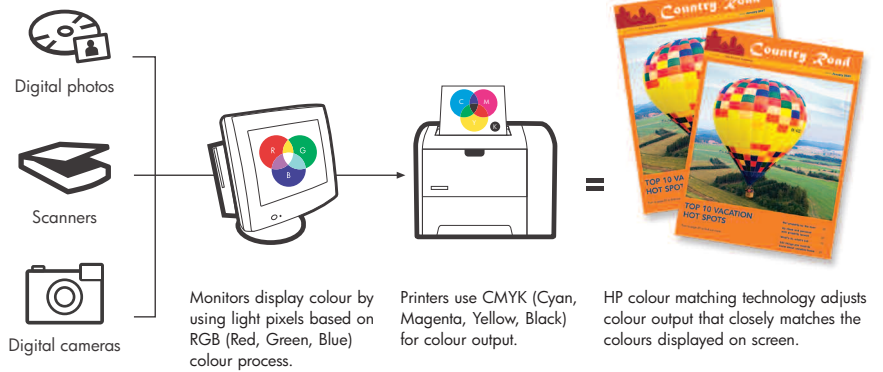 Digital photos
Scanners
Digital cameras
R G
B
C M
Y
K
=
Country Road
Country Road
TOP 10 VA
HOT SPOT
TOP 10 VACATION
HOT SPOTS
Monitors display colour by
using light pixels based on
RGB (Red, Green, Blue)
colour process.
Printers use CMYK (Cyan,
Magenta, Yellow, Black)
for colour output.
HP colour matching technology adjusts
colour output that closely matches the
colours displayed on screen.